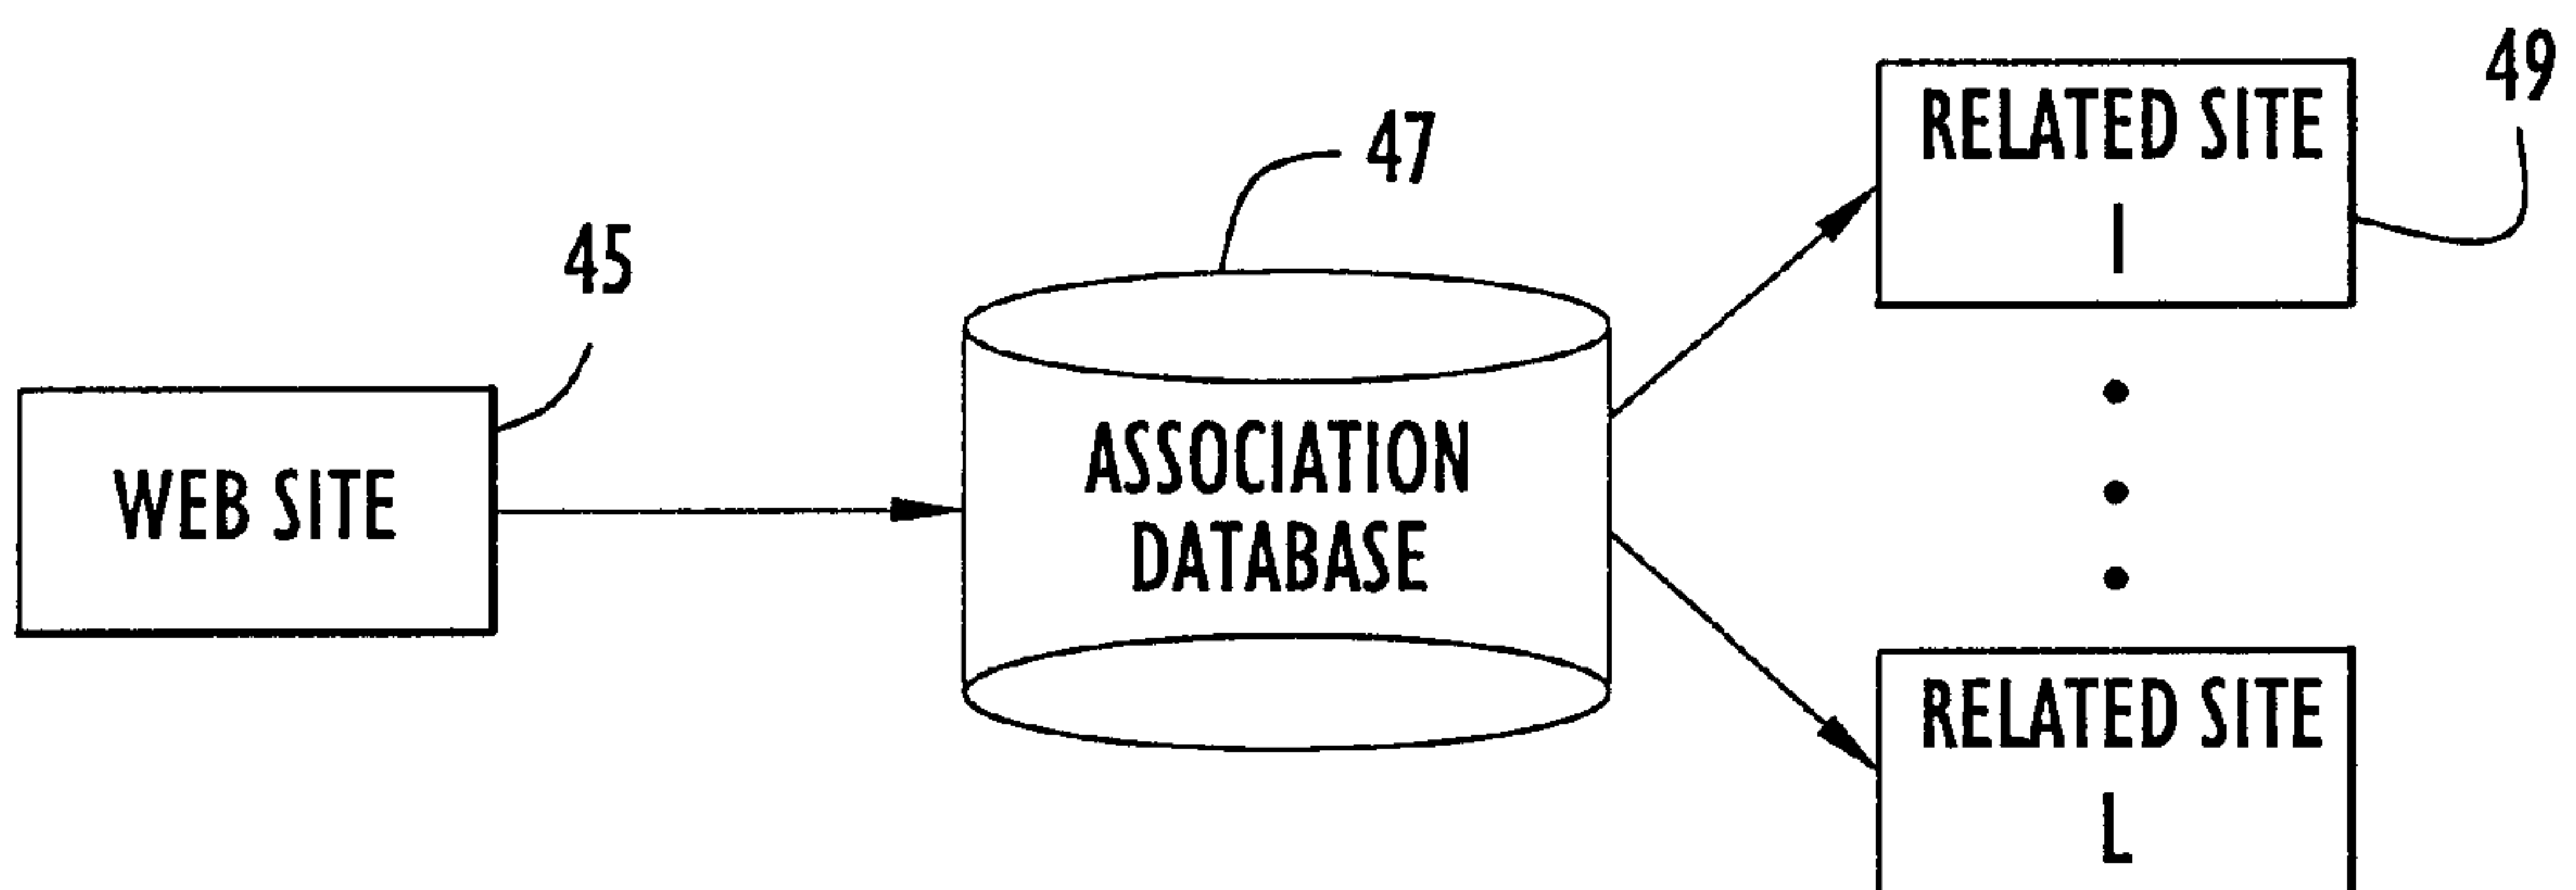 49
RELATED SITE
1
47
45
WEB SITE
ASSOCIATION
DATABASE
RELATED SITE
L